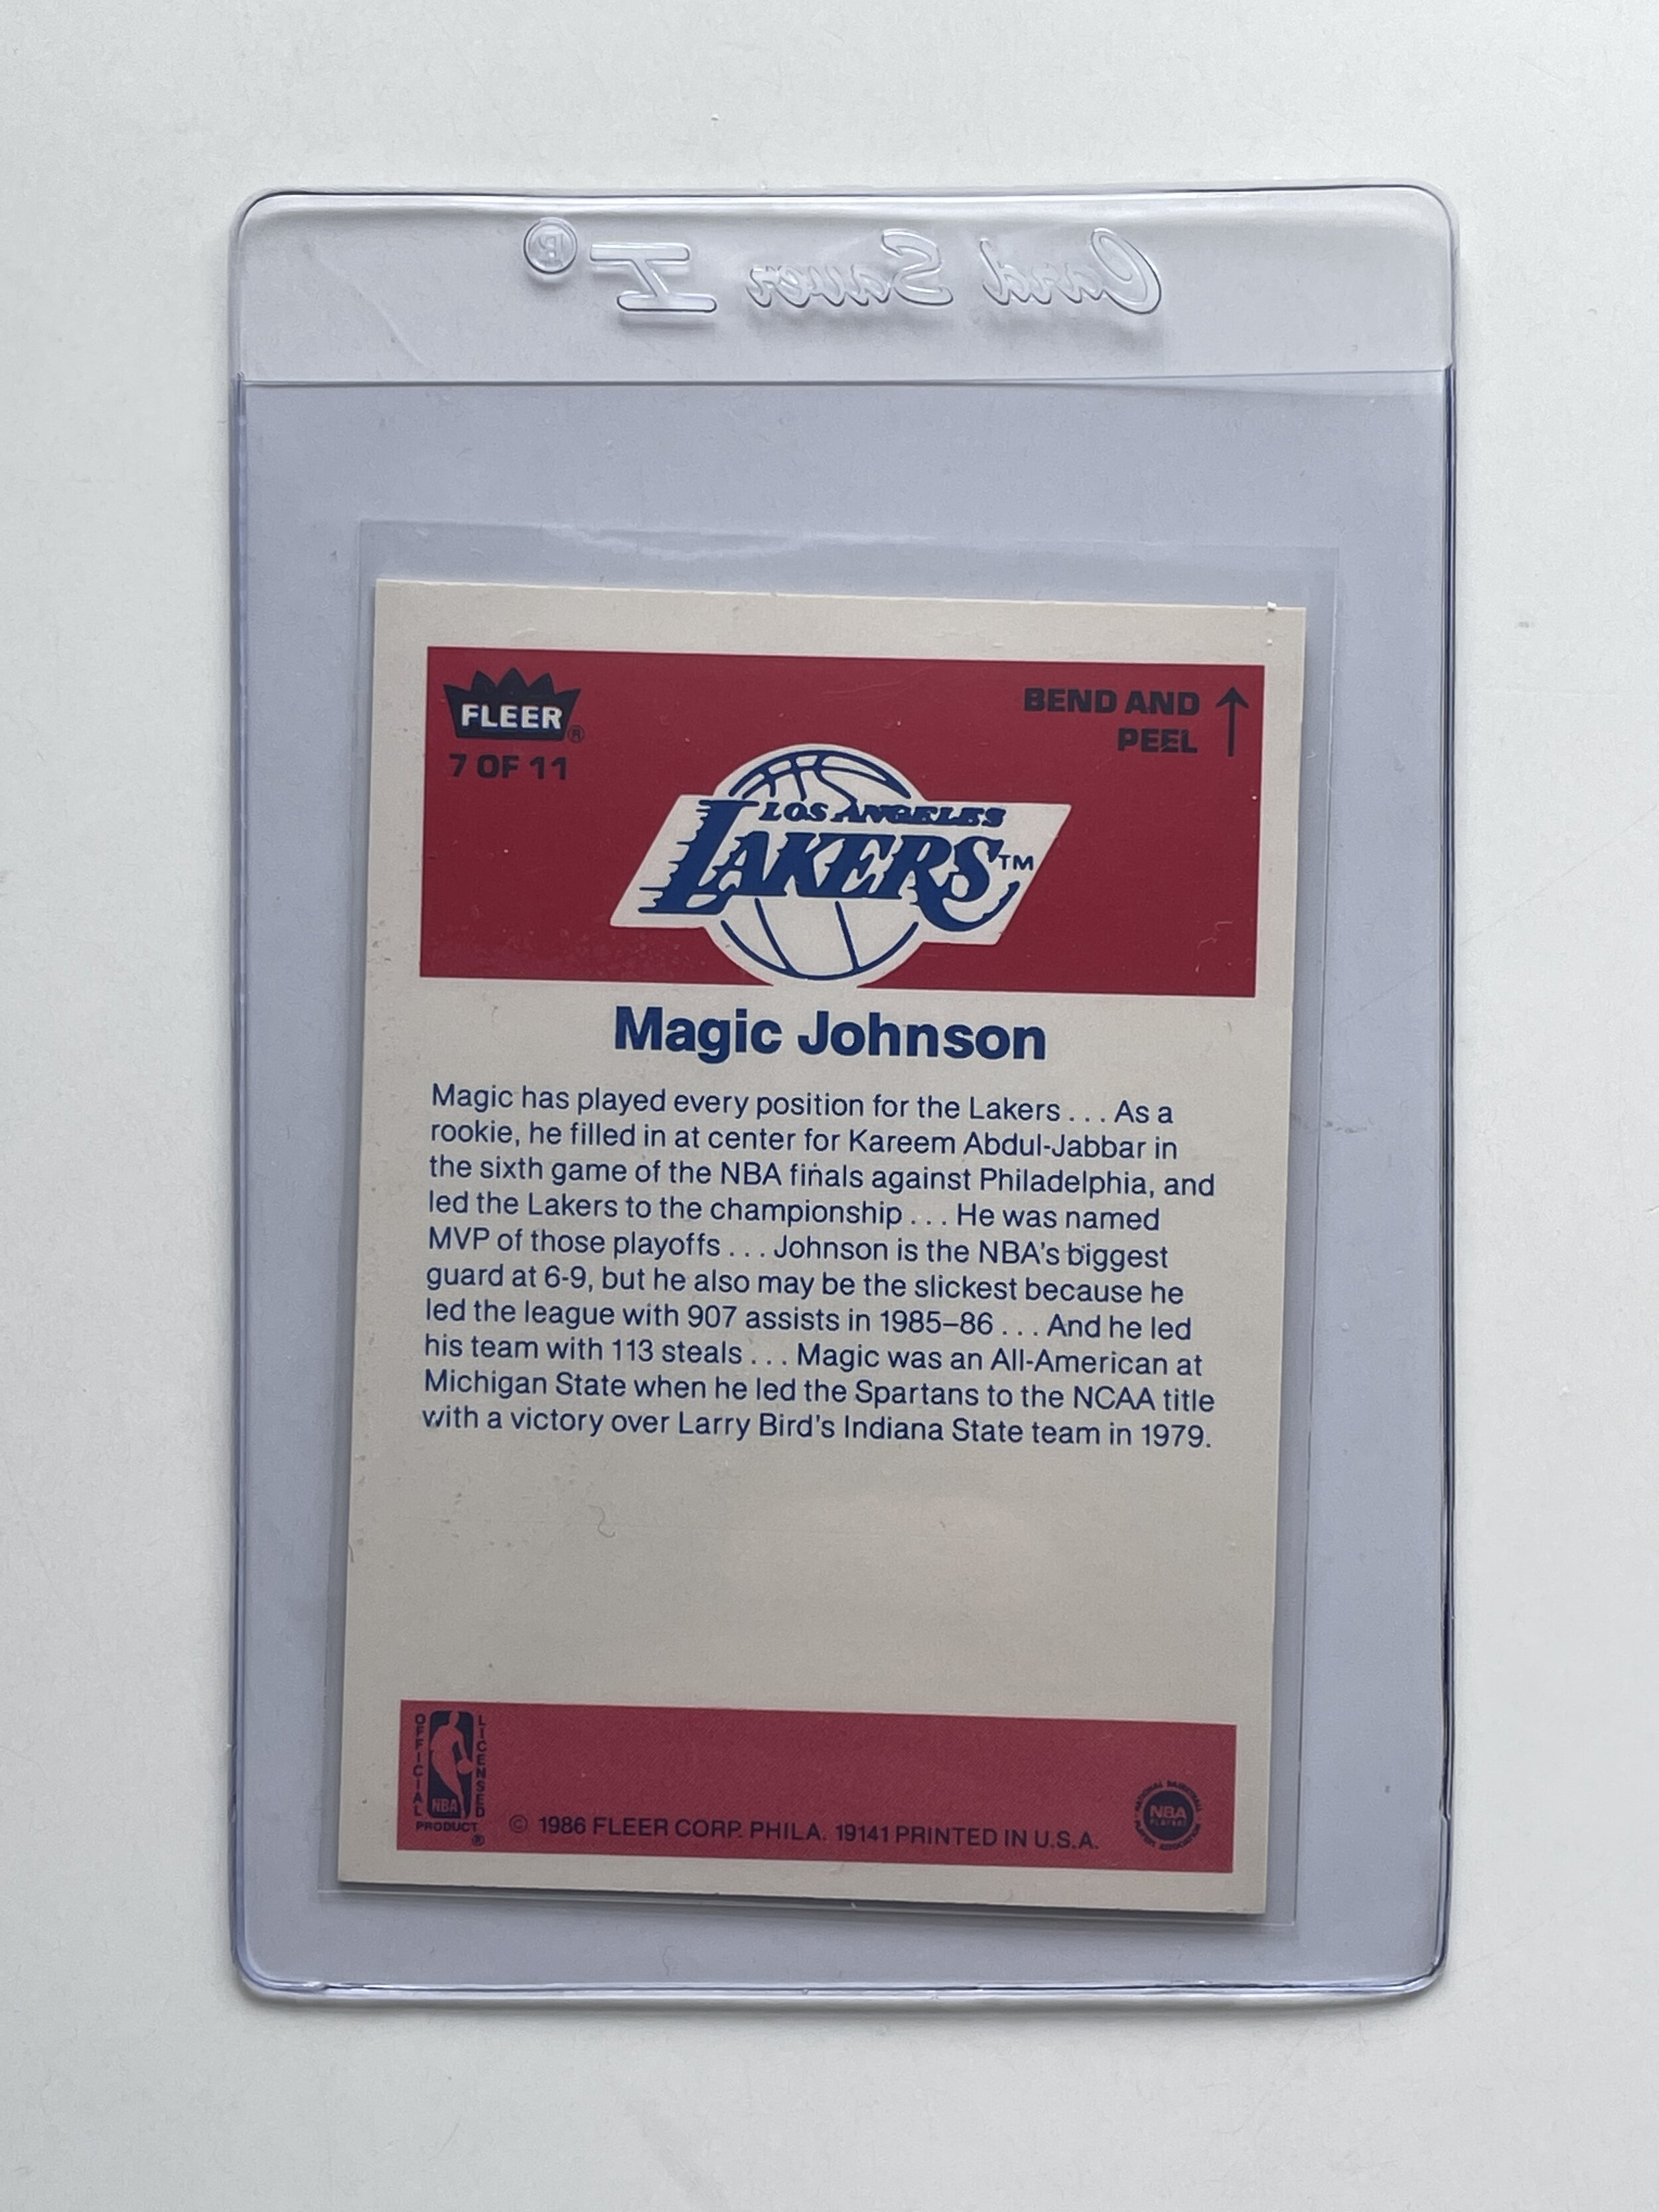 Card Saver I®
FLEER®
7 OF 11
BEND AND
PEEL
LOS ANGELES
LAKERS™
Magic Johnson
Magic has played every position for the Lakers . . . As a
rookie, he filled in at center for Kareem Abdul-Jabbar in
the sixth game of the NBA finals against Philadelphia, and
led the Lakers to the championship . . . He was named
MVP of those playoffs . . . Johnson is the NBA's biggest
guard at 6-9, but he also may be the slickest because he
led the league with 907 assists in 1985–86 . . . And he led
his team with 113 steals . . . Magic was an All-American at
Michigan State when he led the Spartans to the NCAA title
with a victory over Larry Bird's Indiana State team in 1979.
OFFICIAL LICENSED
NBA
PRODUCT®
© 1986 FLEER CORP. PHILA. 19141 PRINTED IN U.S.A.
NATIONAL BASKETBALL
NBA
PLAYERS
PLAYERS ASSOCIATION